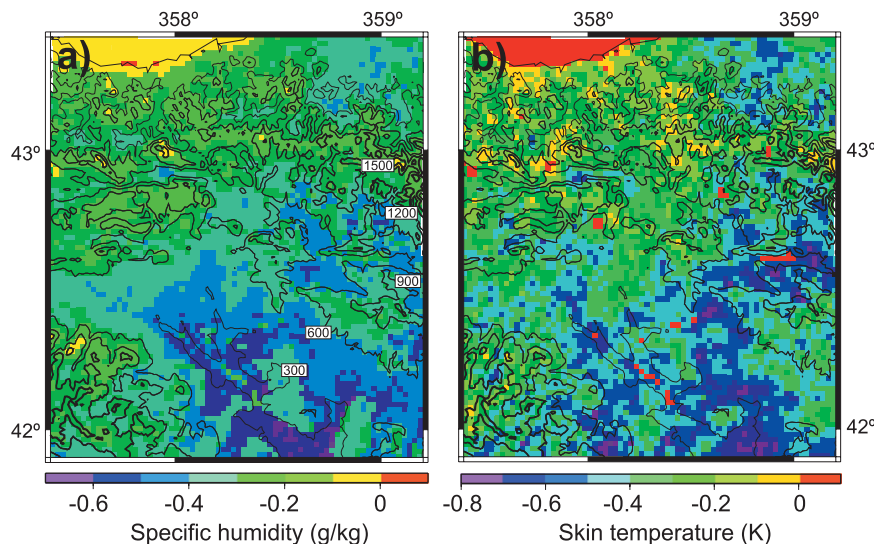 358º 359º 358º 359º
a) b)
43º 43º
1500
1200
900
600
300
42º 42º
-0.6 -0.4 -0.2 0 -0.8 -0.6 -0.4 -0.2 0
Specific humidity (g/kg) Skin temperature (K)